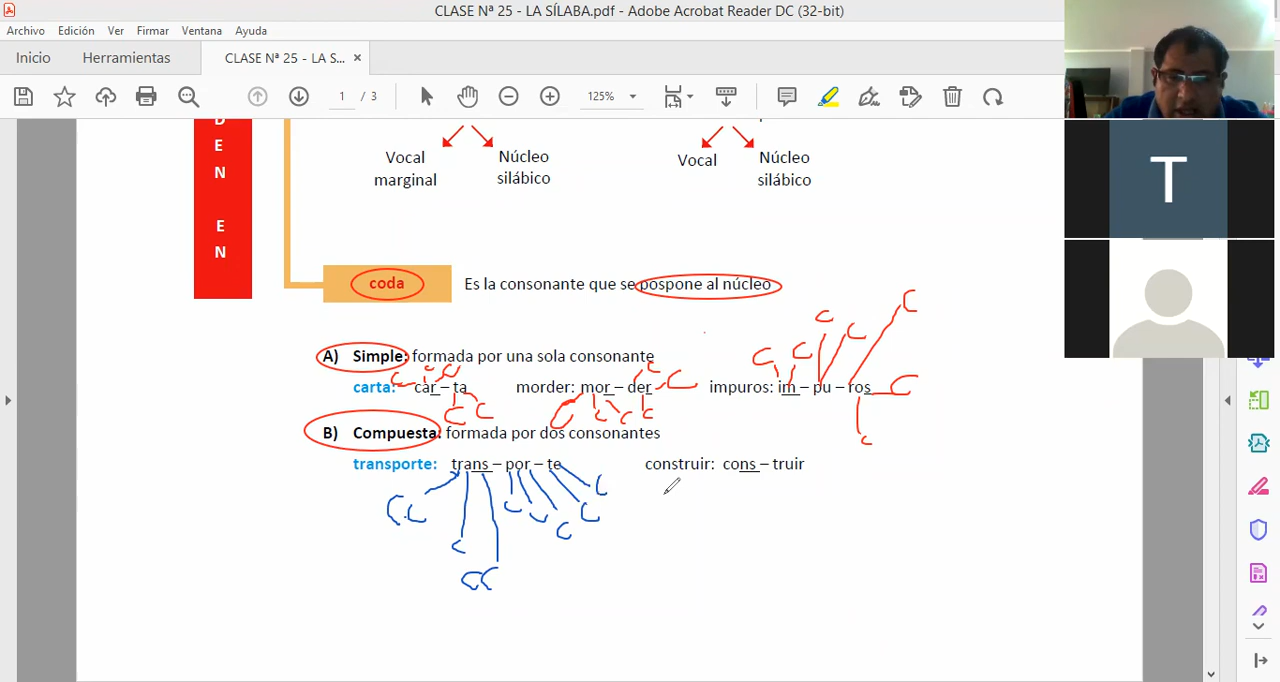 CLASE Nª 25 - LA SÍLABA.pdf - Adobe Acrobat Reader DC (32-bit)
Archivo Edición Ver Firmar Ventana Ayuda
Inicio Herramientas CLASE Nª 25 - LA S... ×
1 / 3 125%
D
E
N
E
N
Vocal
marginal
Núcleo
silábico
Vocal
Núcleo
silábico
T
coda Es la consonante que se pospone al núcleo
C
C C
A) Simple: formada por una sola consonante C C
C C C C C
carta: car – ta morder: mor – der impuros: im – pu – ros C
C C C C C C
B) Compuesta: formada por dos consonantes C
transporte: trans – por – te construir: cons – truir
C C C C C C C
C C
CC